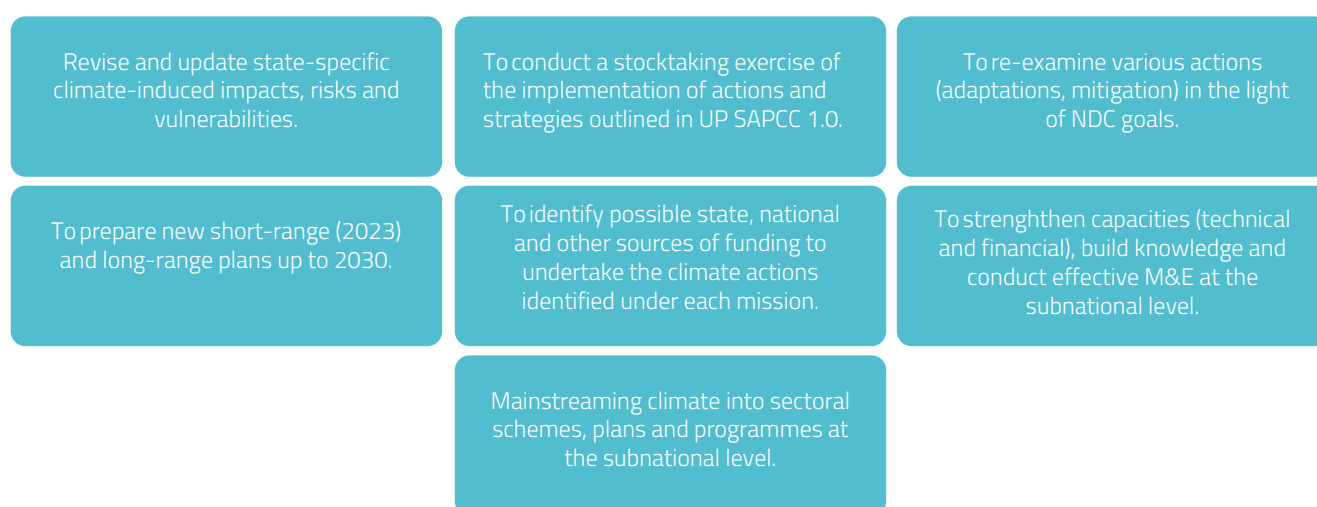 Revise and update state-specific
climate-induced impacts, risks and
vulnerabilities.
To conduct a stocktaking exercise of
the implementation of actions and
strategies outlined in UP SAPCC 1.0.
To re-examine various actions
(adaptations, mitigation) in the light
of NDC goals.
To prepare new short-range (2023)
and long-range plans up to 2030.
To identify possible state, national
and other sources of funding to
undertake the climate actions
identified under each mission.
To strenghthen capacities (technical
and financial), build knowledge and
conduct effective M&E at the
subnational level.
Mainstreaming climate into sectoral
schemes, plans and programmes at
the subnational level.